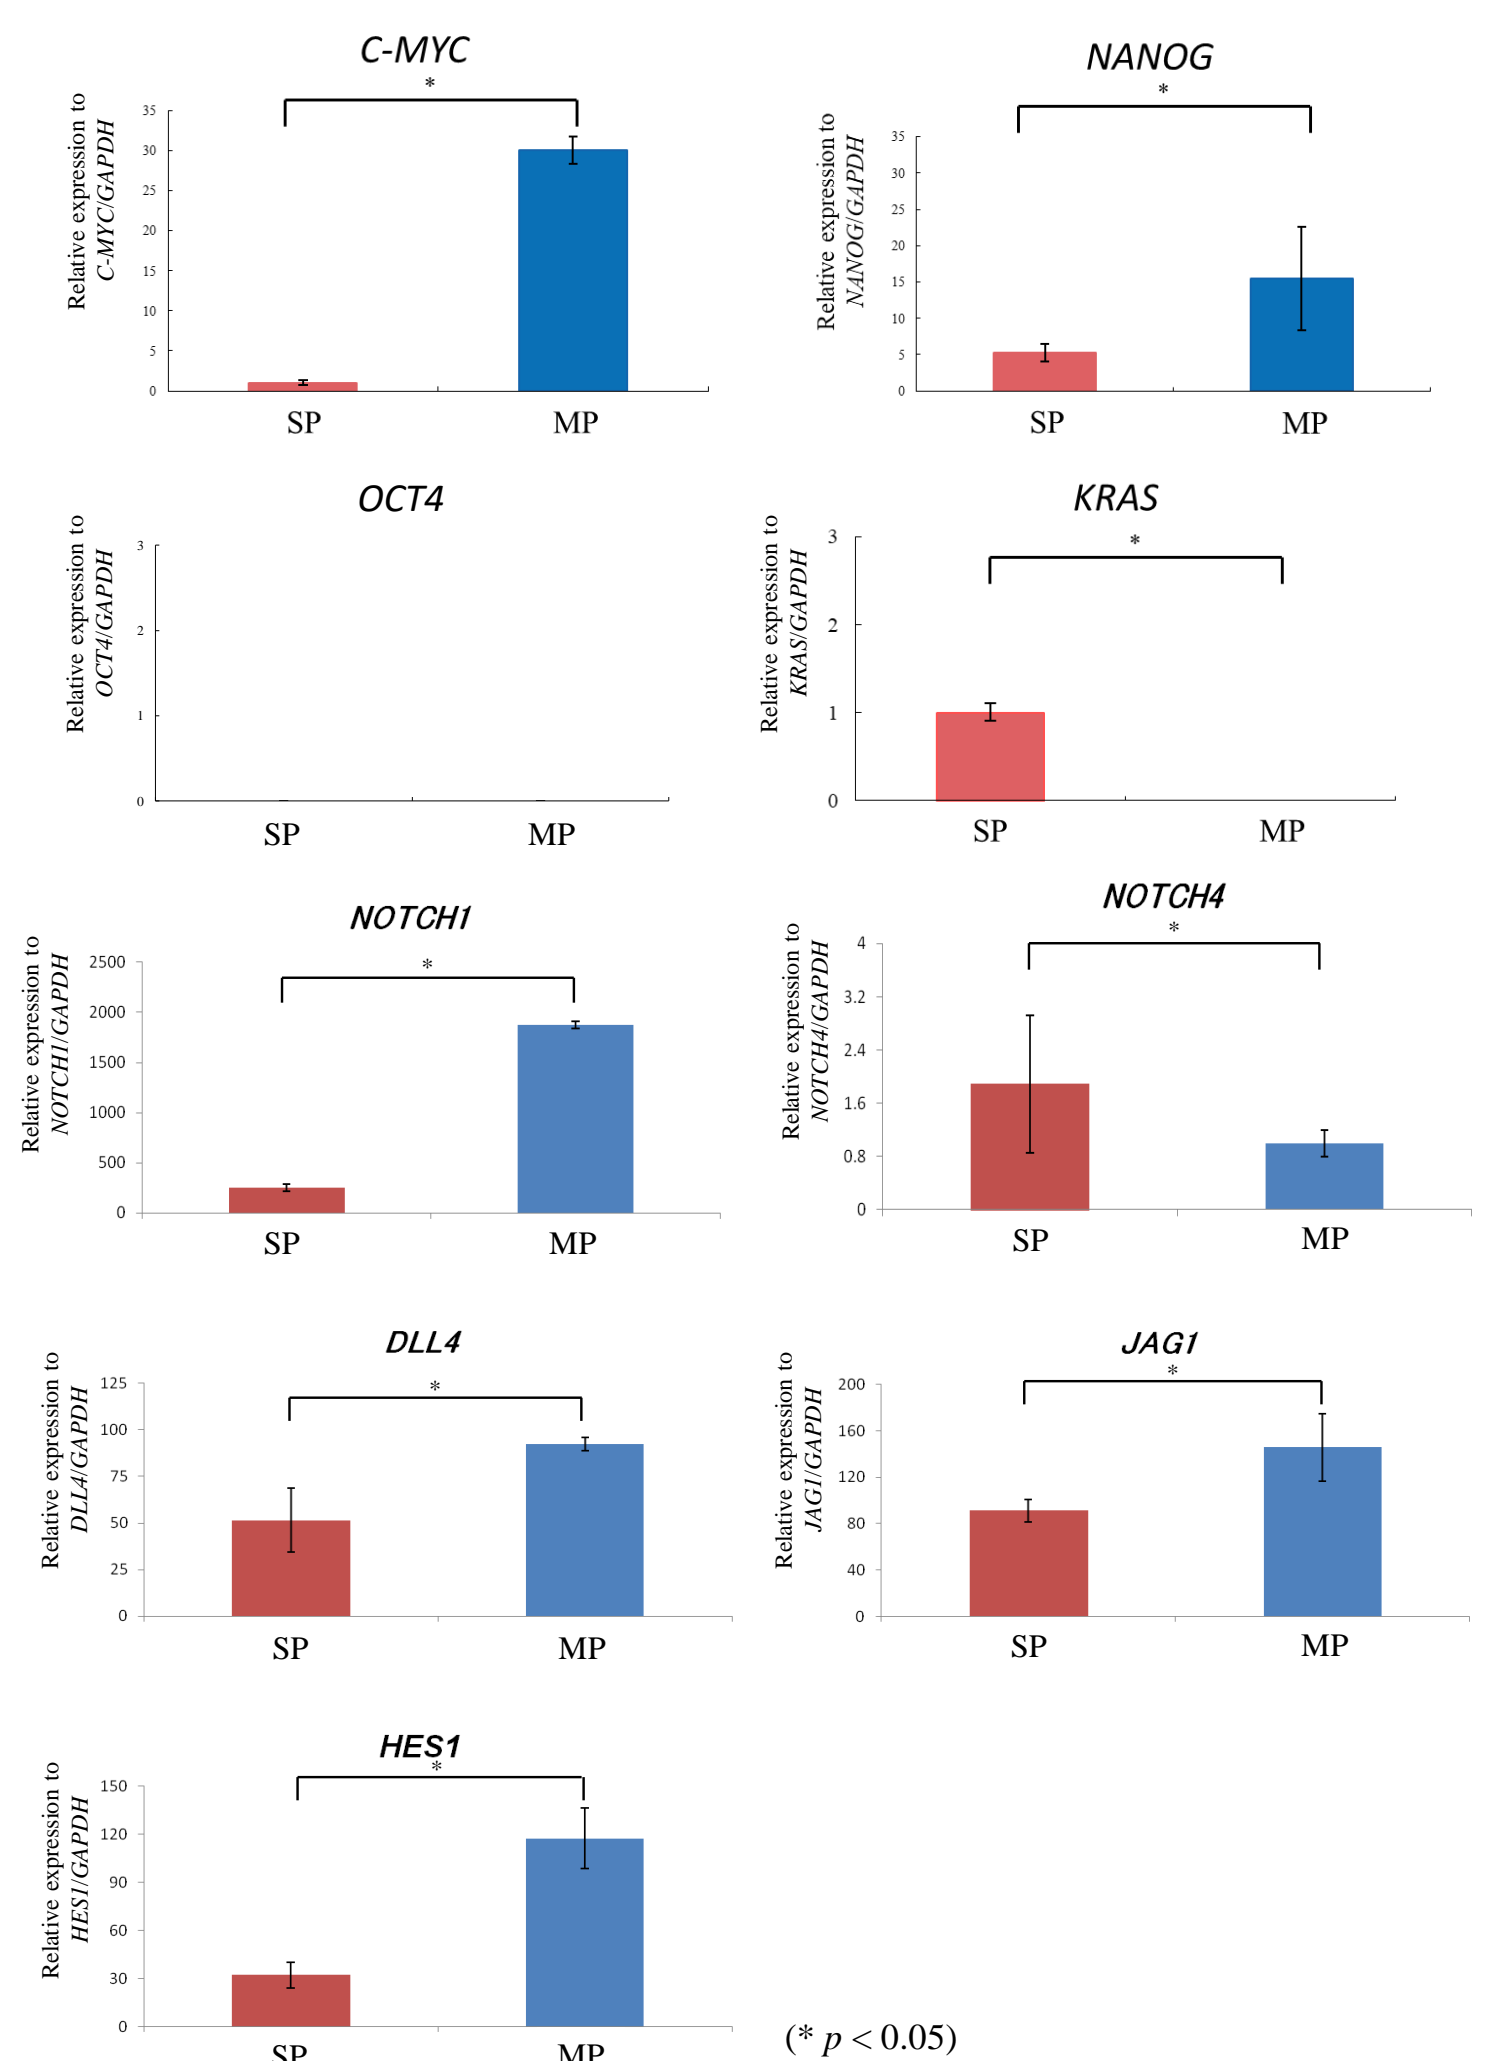 C-MYC
*
Relative expression to
C-MYC/GAPDH
35
30
25
20
15
10
5
0
SP
MP
NANOG
*
Relative expression to
NANOG/GAPDH
35
30
25
20
15
10
5
0
SP
MP
OCT4
Relative expression to
OCT4/GAPDH
3
2
1
0
SP
MP
KRAS
*
Relative expression to
KRAS/GAPDH
3
2
1
0
SP
MP
NOTCH1
*
Relative expression to
NOTCH1/GAPDH
2500
2000
1500
1000
500
0
SP
MP
NOTCH4
*
Relative expression to
NOTCH4/GAPDH
4
3.2
2.4
1.6
0.8
0
SP
MP
DLL4
*
Relative expression to
DLL4/GAPDH
125
100
75
50
25
0
SP
MP
JAG1
*
Relative expression to
JAG1/GAPDH
200
160
120
80
40
0
SP
MP
HES1
*
Relative expression to
HES1/GAPDH
150
120
90
60
30
0
SP
MP
(* p < 0.05)